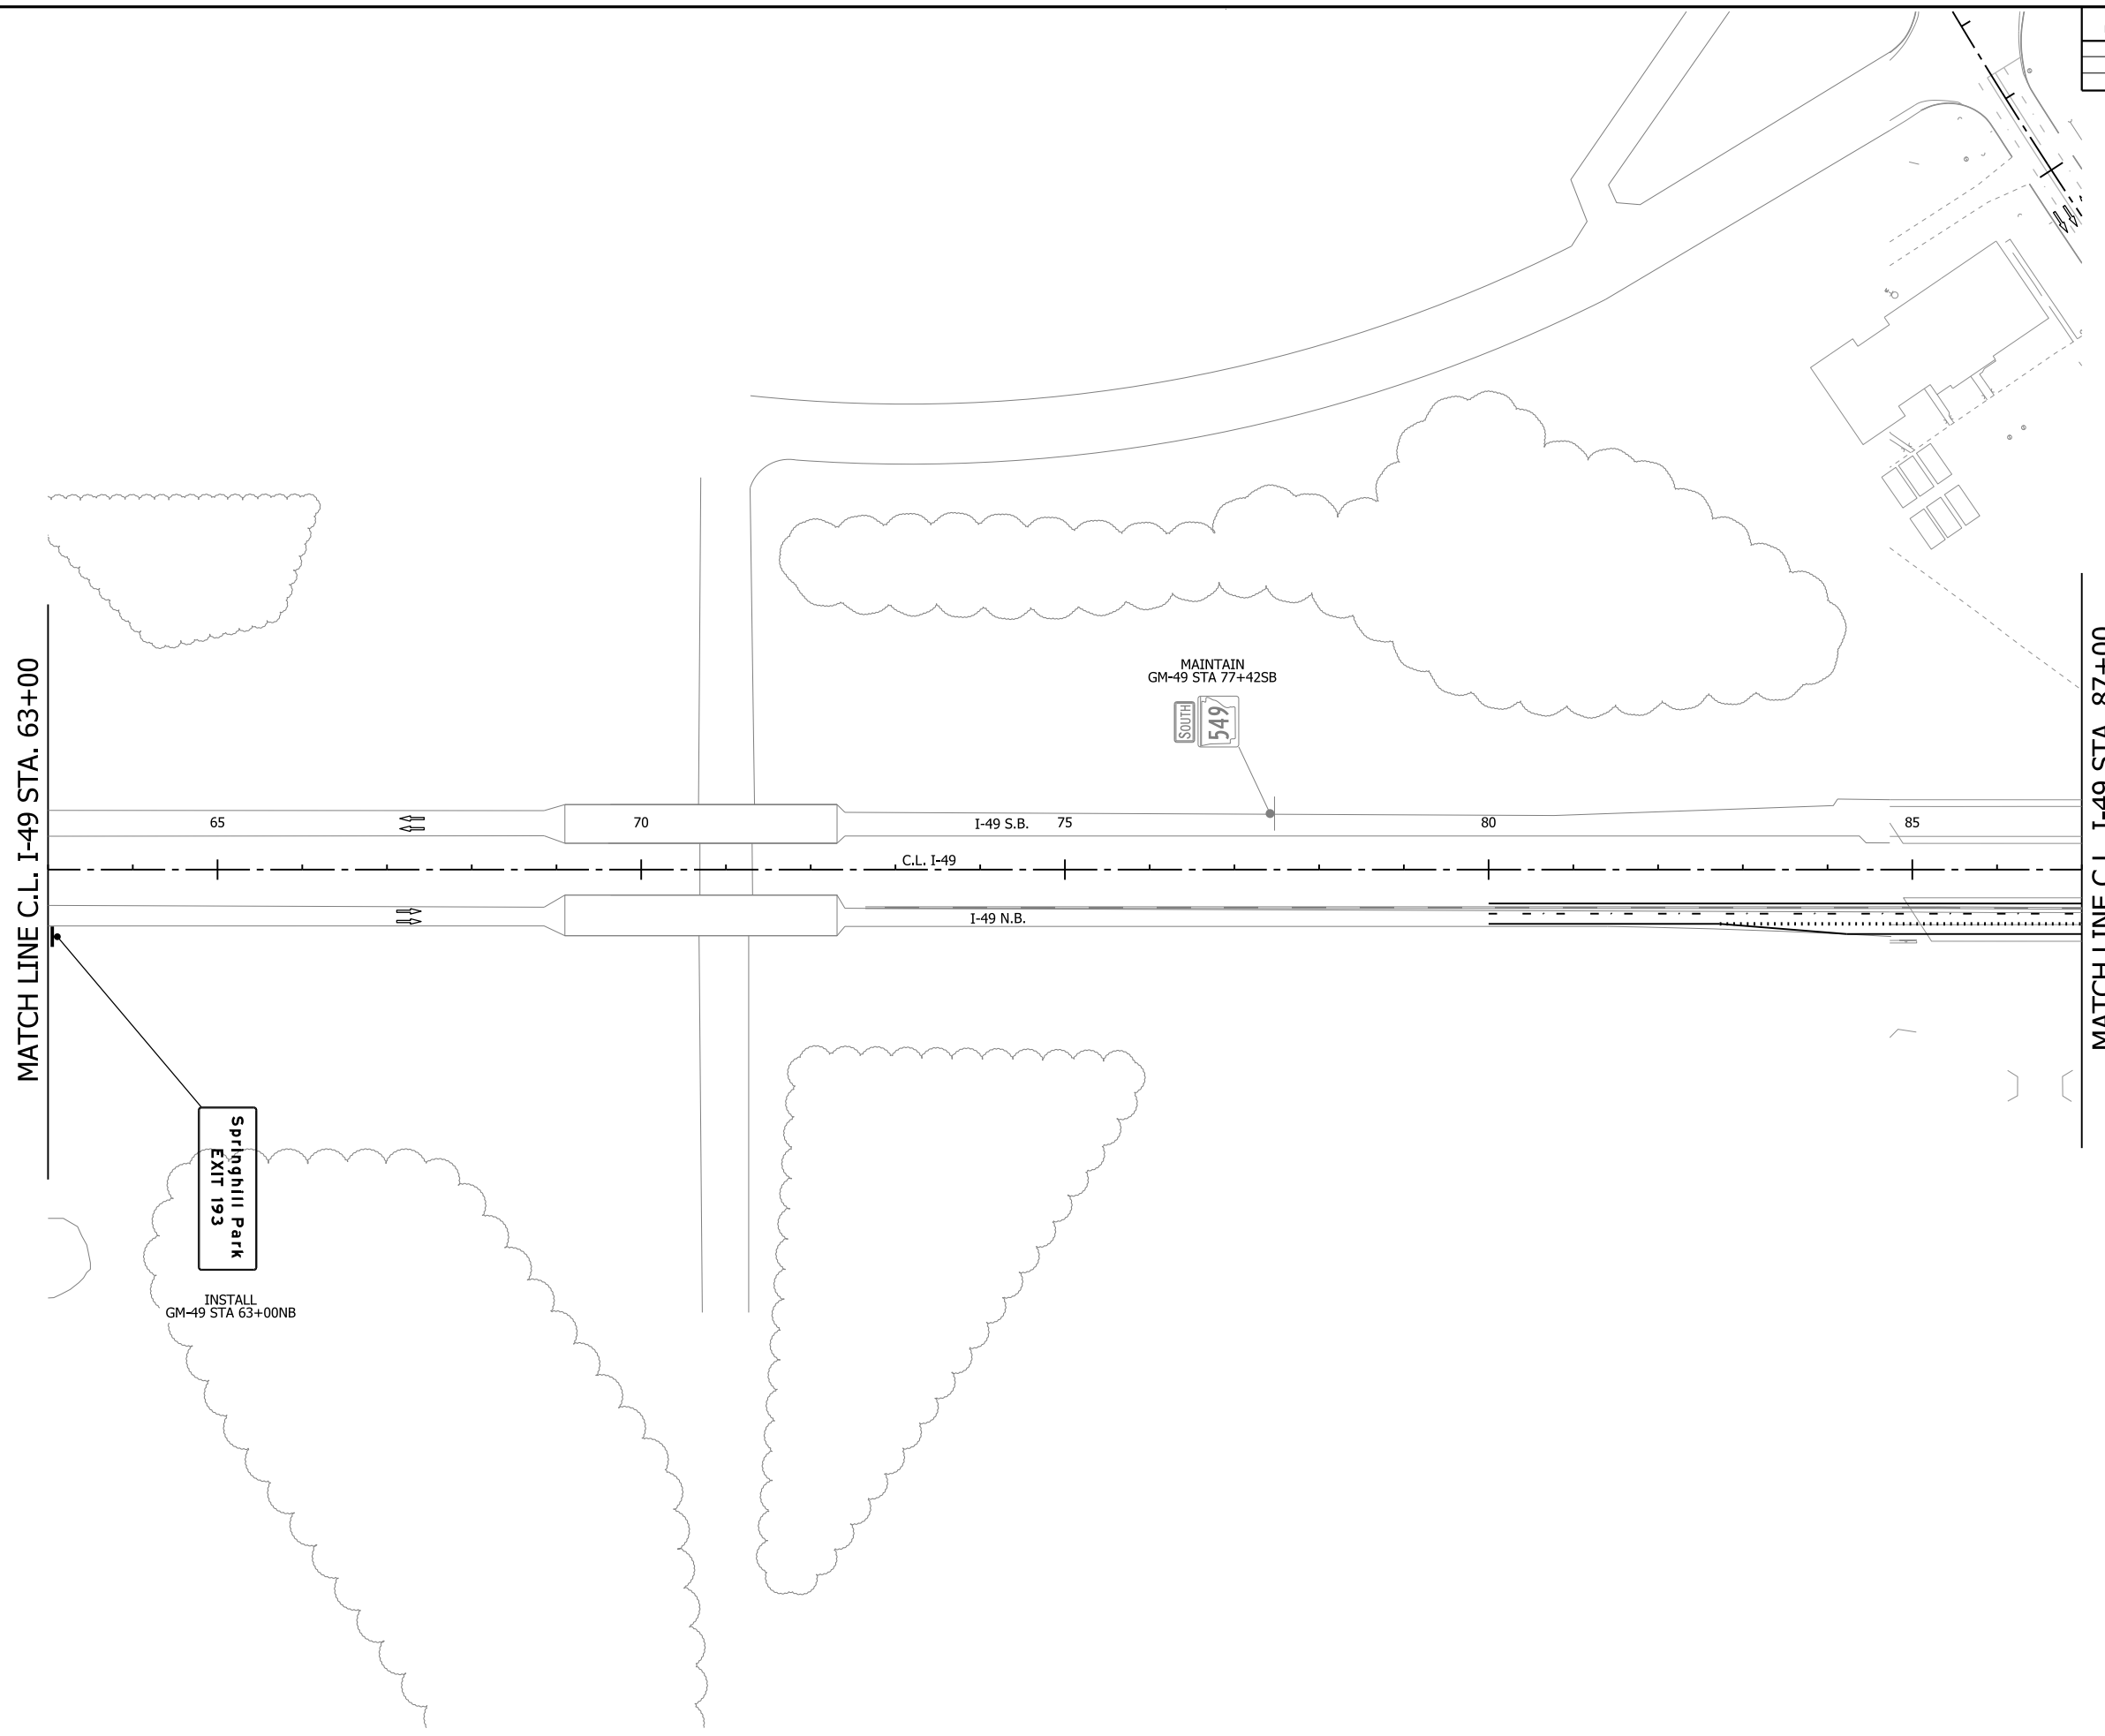 MAINTAIN
GM-49 STA 77+42SB
SOUTH
549
MATCH LINE C.L. I-49 STA. 63+00
MATCH LINE C.L. I-49 STA. 87+00
65
70
I-49 S.B.
75
80
85
C.L. I-49
I-49 N.B.
Springhill Park
EXIT 193
INSTALL
GM-49 STA 63+00NB